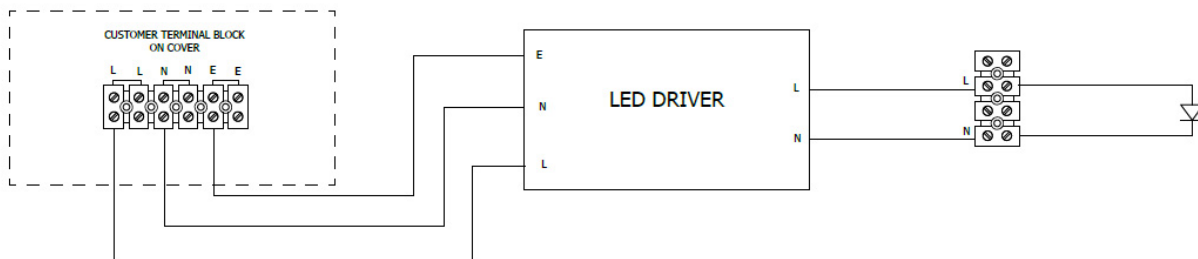 CUSTOMER TERMINAL BLOCK
ON COVER
L L N N E E
E
N
L
LED DRIVER
L
N
L
N